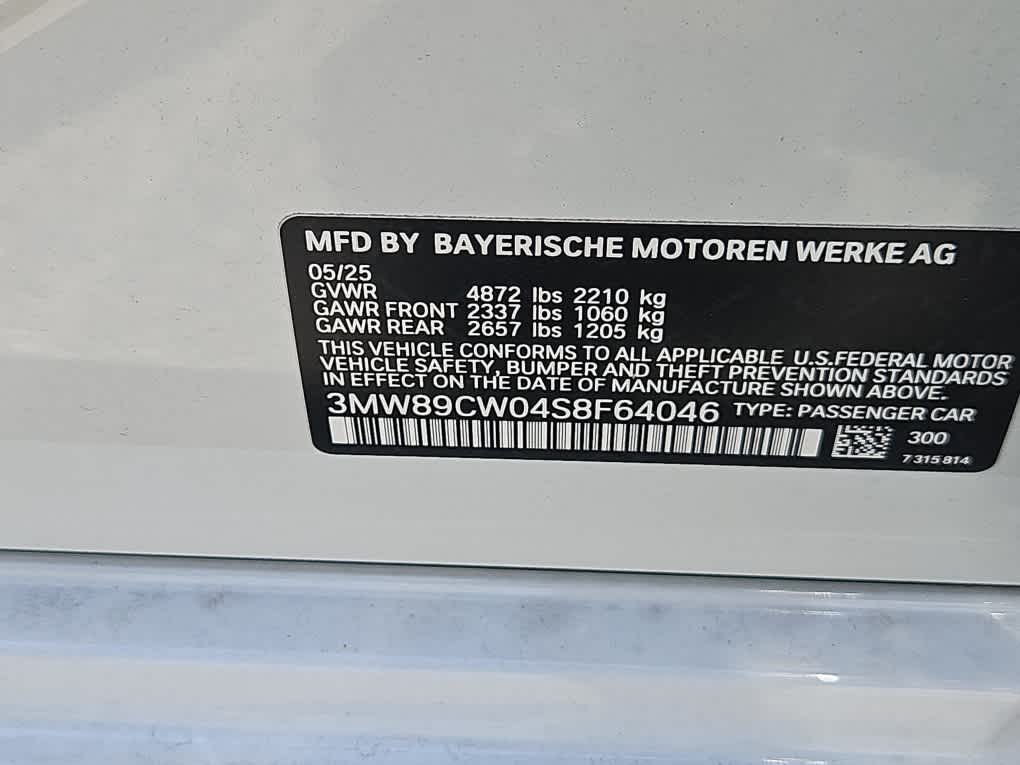 MFD BY BAYERISCHE MOTOREN WERKE AG
05/25
GVWR 4872 lbs 2210 kg
GAWR FRONT 2337 lbs 1060 kg
GAWR REAR 2657 lbs 1205 kg
THIS VEHICLE CONFORMS TO ALL APPLICABLE U.S.FEDERAL MOTOR
VEHICLE SAFETY, BUMPER AND THEFT PREVENTION STANDARDS
IN EFFECT ON THE DATE OF MANUFACTURE SHOWN ABOVE.
3MW89CW04S8F64046 TYPE: PASSENGER CAR
300
7 315 814